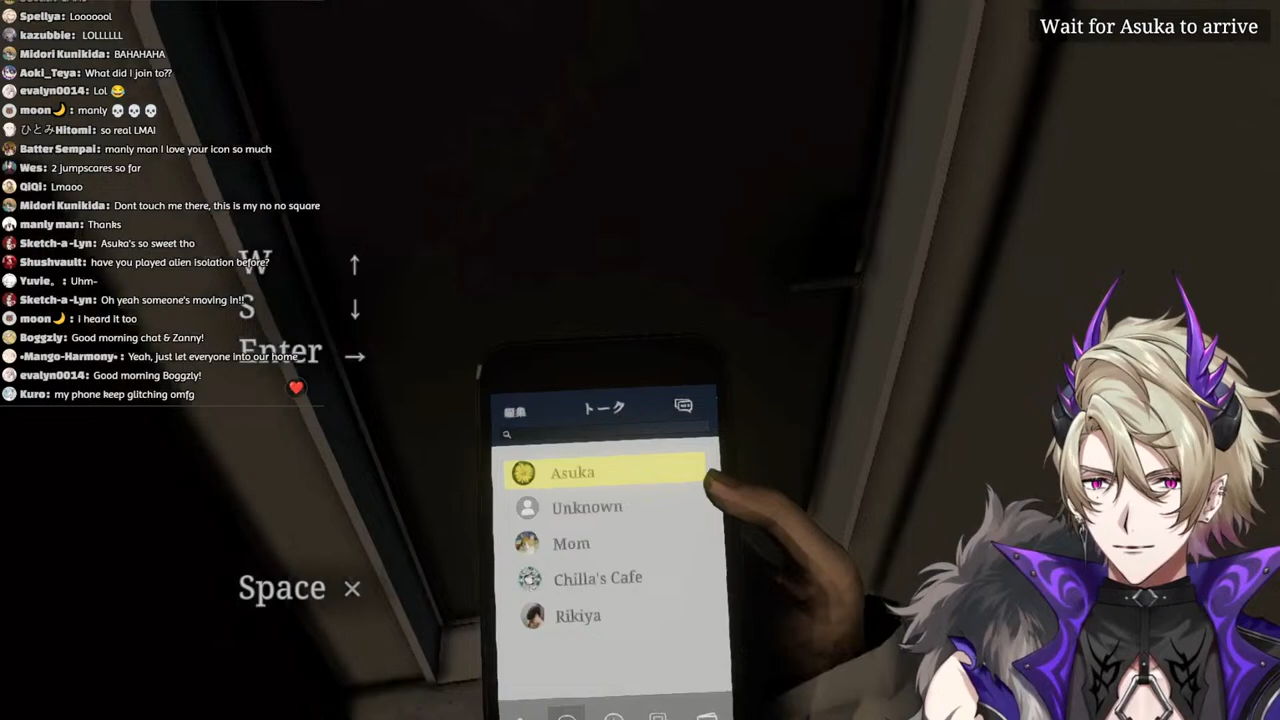 Spellya: Looooool
kazubbie: LOLLLLL
Midori Kunikida: BAHAHAHA
Aoki_Teya: What did I join to??
evalyn0014: Lol 😂
moon🌙: manly 💀 💀 💀
ひとみHitomi: so real LMAI
Batter Sempai: manly man I love your icon so much
Wes: 2 jumpscares so far
QiQi: Lmaoo
Midori Kunikida: Dont touch me there, this is my no no square
manly man: Thanks
Sketch-a-Lyn: Asuka's so sweet tho
Shushvault: have you played alien isolation before?
Yuvie。: Uhm-
Sketch-a-Lyn: Oh yeah someone's moving in!!
moon🌙: i heard it too
Boggzly: Good morning chat & Zanny!
•Mango-Harmony•: Yeah, just let everyone into our home
evalyn0014: Good morning Boggzly!
❤️
Kuro: my phone keep glitching omfg
W ↑
S ↓
Enter →
Space ×
Wait for Asuka to arrive
編集 トーク
Asuka
Unknown
Mom
Chilla's Cafe
Rikiya